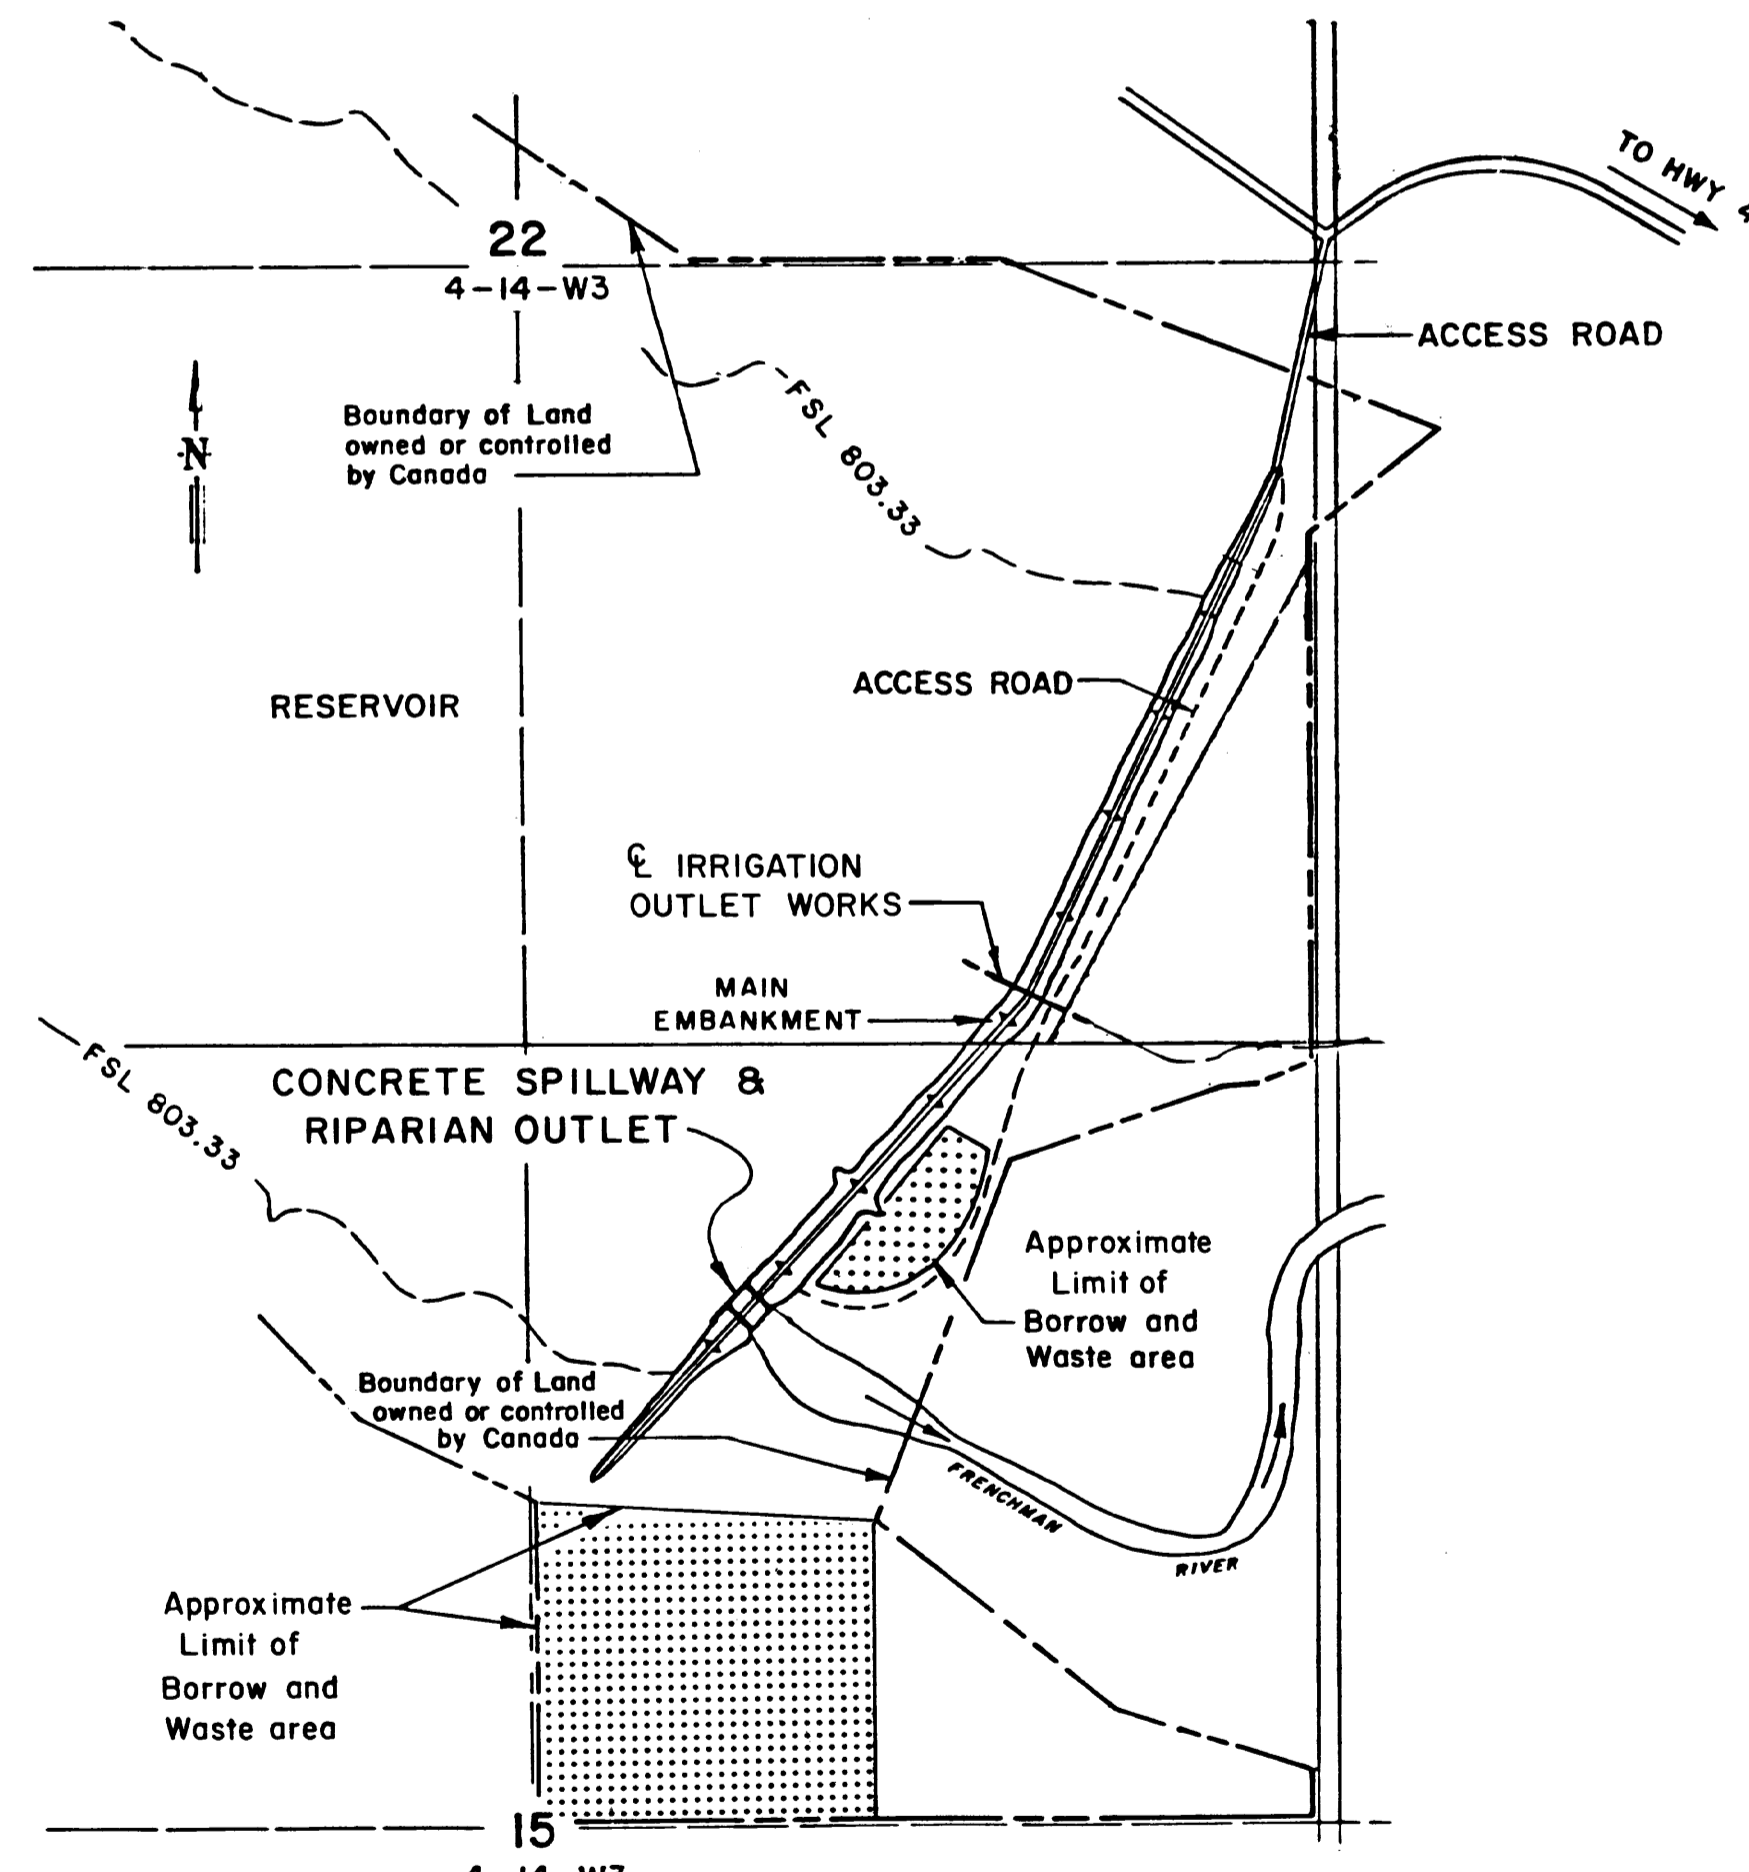 TO HWY 4
22
4-14-W3
ACCESS ROAD
Boundary of Land
owned or controlled
by Canada
N
FSL 803.33
ACCESS ROAD
RESERVOIR
℄ IRRIGATION
OUTLET WORKS
MAIN
EMBANKMENT
FSL 803.33
CONCRETE SPILLWAY &
RIPARIAN OUTLET
Approximate
Limit of
Borrow and
Waste area
Boundary of Land
owned or controlled
by Canada
FRENCHMAN
RIVER
Approximate
Limit of
Borrow and
Waste area
15
4-14-W3